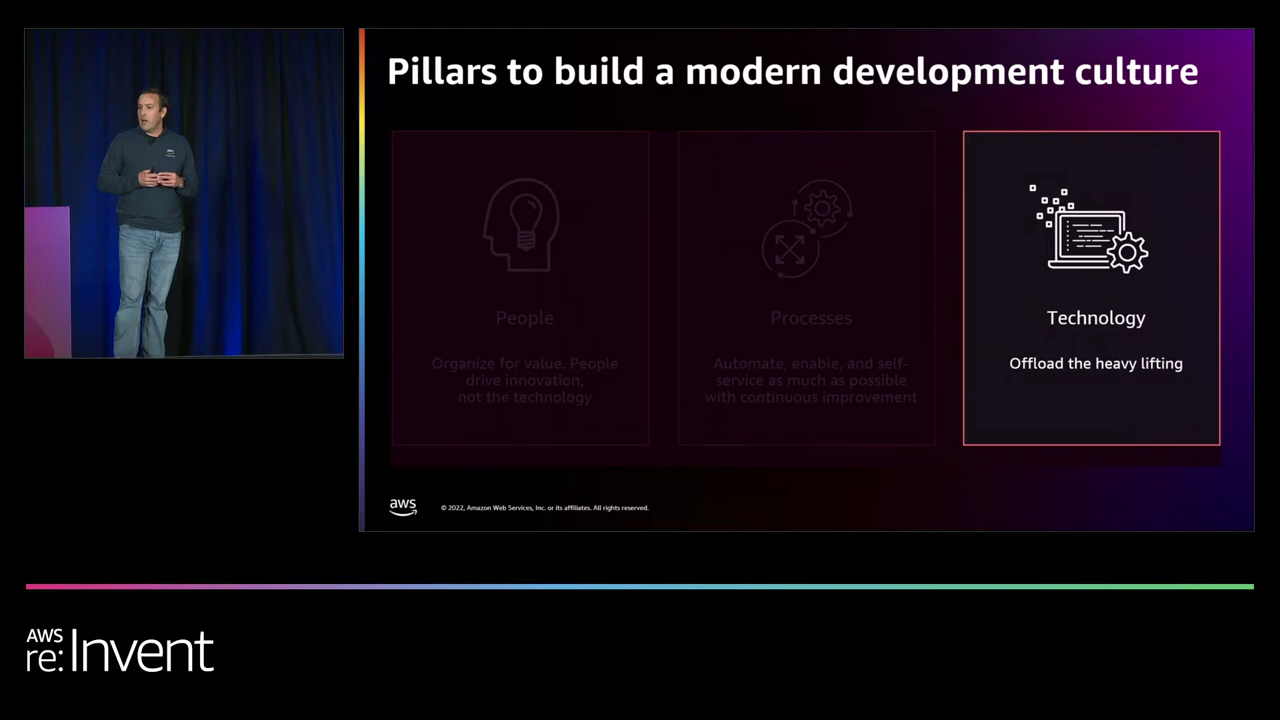 Pillars to build a modern development culture
People
Organize for value. People
drive innovation,
not the technology
Processes
Automate, enable, and self-
service as much as possible
with continuous improvement
Technology
Offload the heavy lifting
aws
© 2022, Amazon Web Services, Inc. or its affiliates. All rights reserved.
AWS
re:Invent